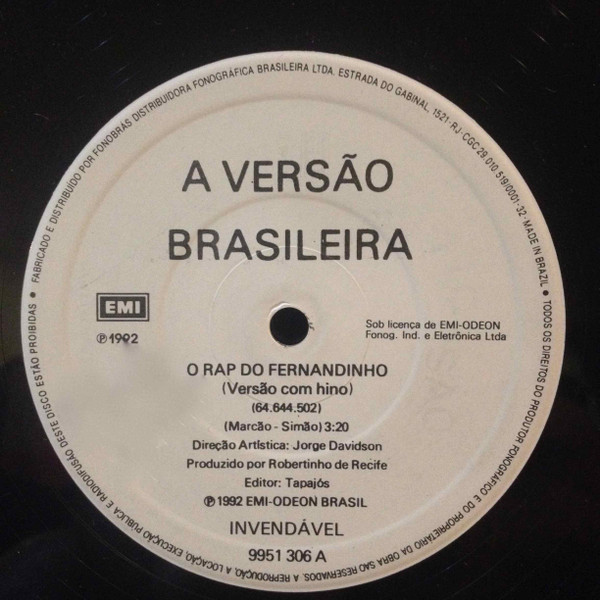 A VERSÃO
BRASILEIRA
EMI
℗ 1992
Sob licença de EMI-ODEON
Fonog. Ind. e Eletrônica Ltda
O RAP DO FERNANDINHO
(Versão com hino)
(64.644.502)
(Marcão - Simão) 3:20
Direção Artística: Jorge Davidson
Produzido por Robertinho de Recife
Editor: Tapajós
℗ 1992 EMI-ODEON BRASIL
INVENDÁVEL
9951 306 A
• FABRICADO E DISTRIBUÍDO POR FONOBRÁS DISTRIBUIDORA FONOGRÁFICA BRASILEIRA LTDA. ESTRADA DO GABINAL, 1521 - RJ - CGC 29.010.519/0001-32 - MADE IN BRAZIL • TODOS OS DIREITOS DO PRODUTOR FONOGRÁFICO E DO PROPRIETÁRIO DA OBRA SÃO RESERVADOS. A REPRODUÇÃO, A LOCAÇÃO, EXECUÇÃO PÚBLICA E RADIODIFUSÃO DESTE DISCO ESTÃO PROIBIDAS